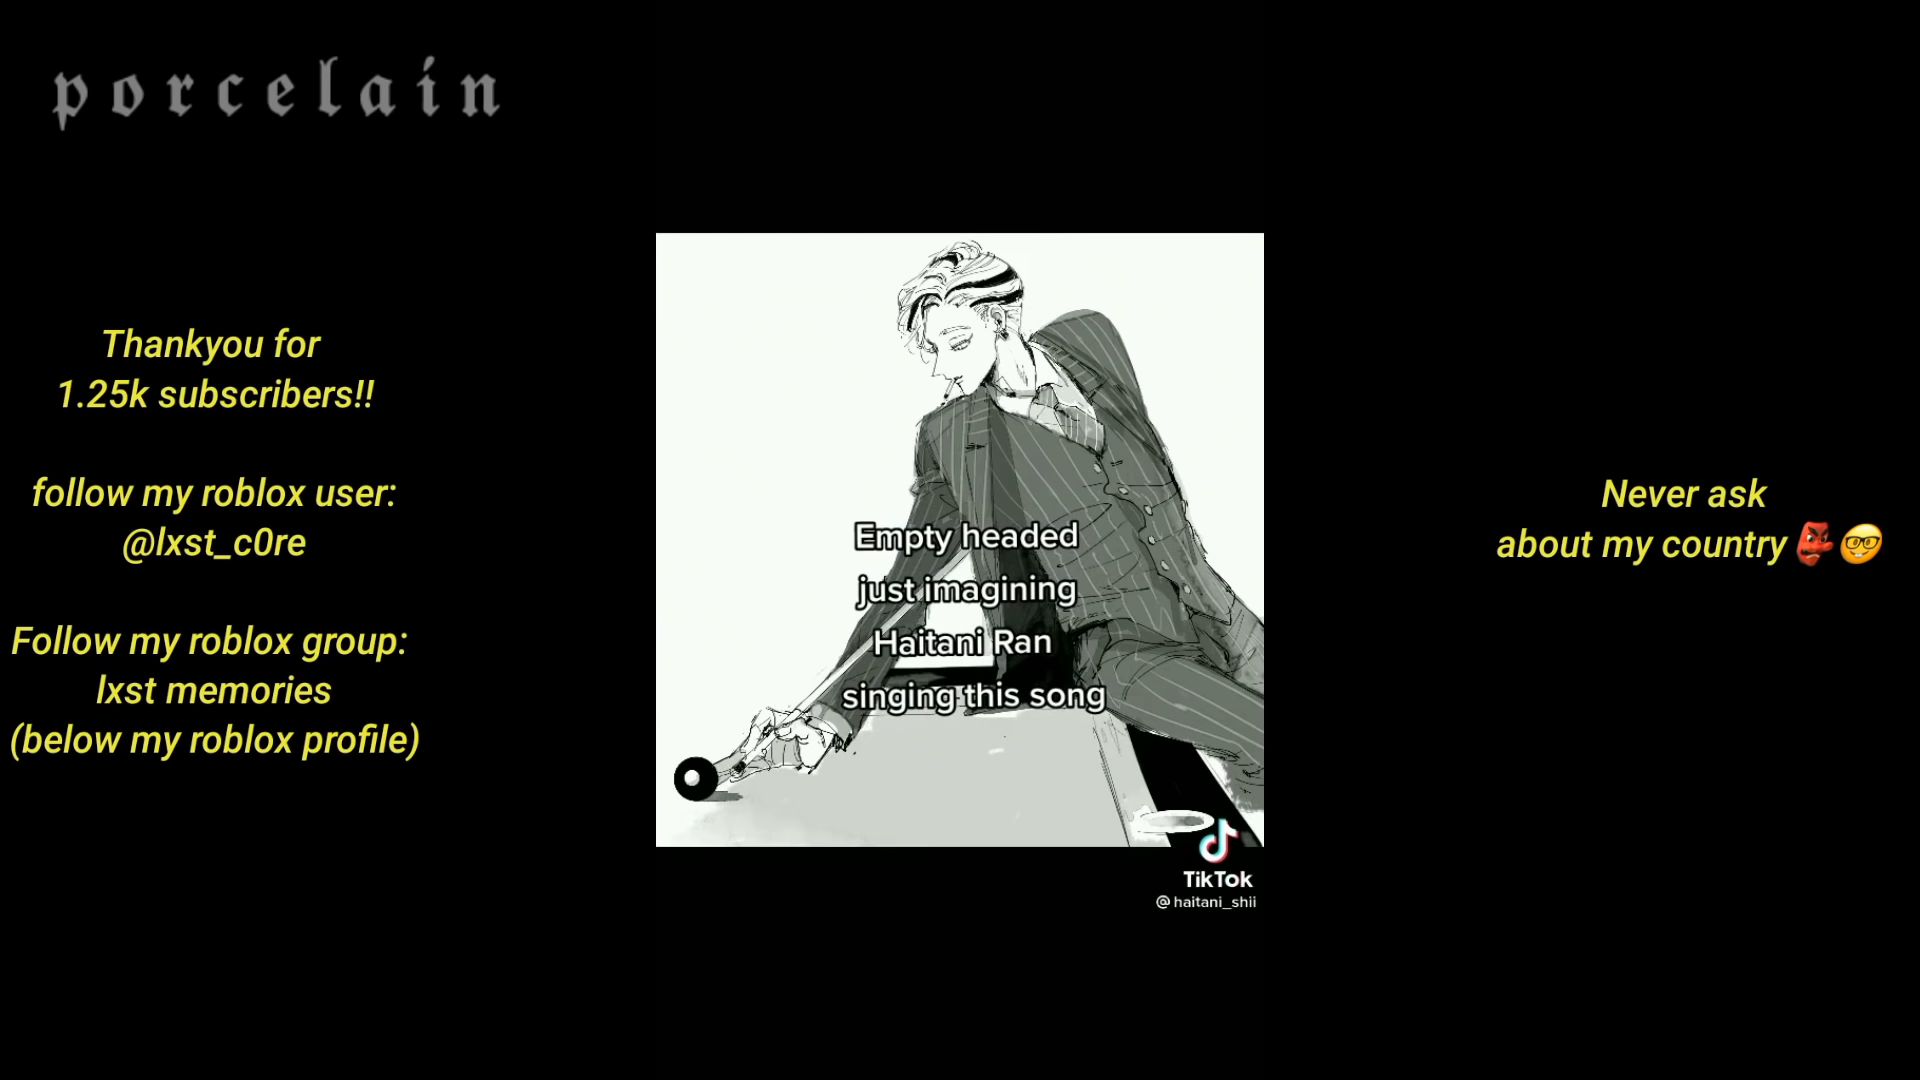 porcelain
Thankyou for
1.25k subscribers!!
follow my roblox user:
@lxst_c0re
Follow my roblox group:
lxst memories
(below my roblox profile)
Empty headed
just imagining
Haitani Ran
singing this song
TikTok
@haitani_shii
Never ask
about my country 👺🤓